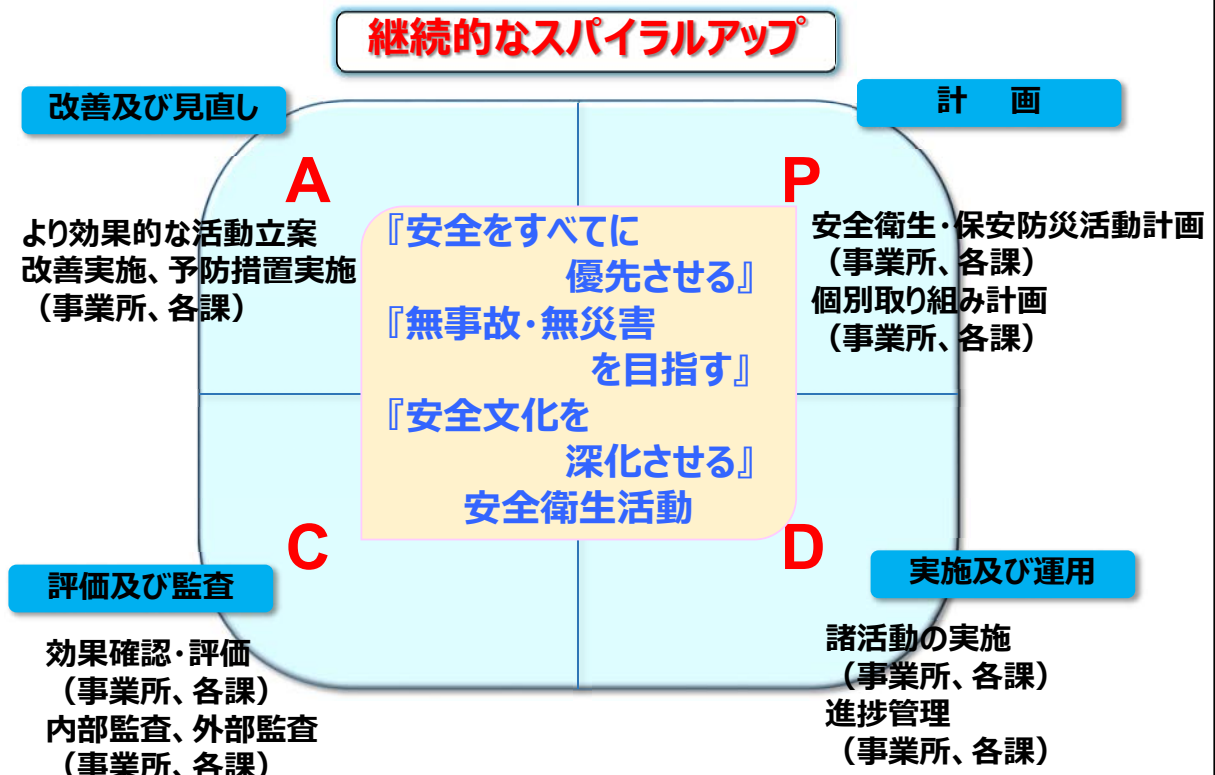 継続的なスパイラルアップ
改善及び見直し
A
より効果的な活動立案
改善実施、予防措置実施
（事業所、各課）
計　画
P
安全衛生・保安防災活動計画
（事業所、各課）
個別取り組み計画
（事業所、各課）
『安全をすべてに
優先させる』
『無事故・無災害
を目指す』
『安全文化を
深化させる』
安全衛生活動
C
評価及び監査
効果確認・評価
（事業所、各課）
内部監査、外部監査
（事業所、各課）
D
実施及び運用
諸活動の実施
（事業所、各課）
進捗管理
（事業所、各課）